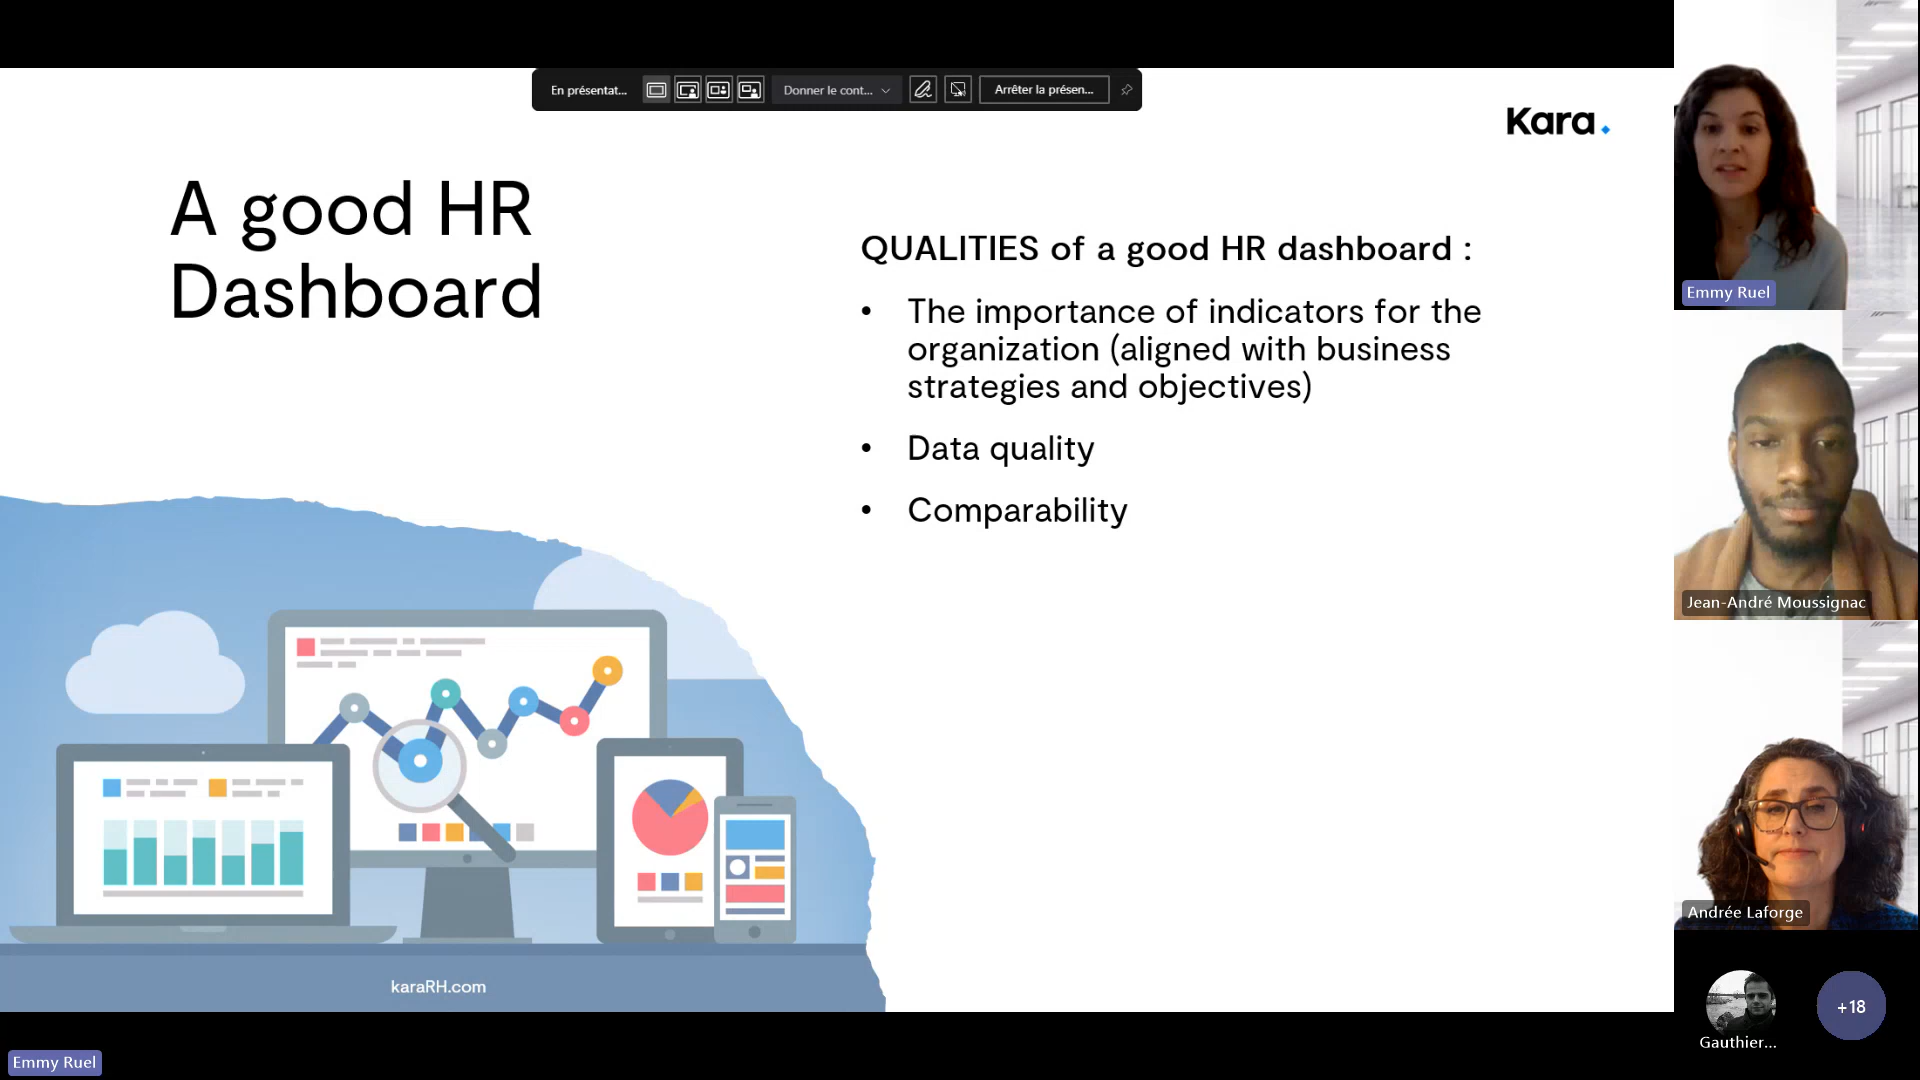 En présentat...
Donner le cont...
Arrêter la présen...
Kara
A good HR
Dashboard
QUALITIES of a good HR dashboard :
• The importance of indicators for the
organization (aligned with business
strategies and objectives)
• Data quality
• Comparability
karaRH.com
Emmy Ruel
Emmy Ruel
Jean-André Moussignac
Andrée Laforge
Gauthier...
+18